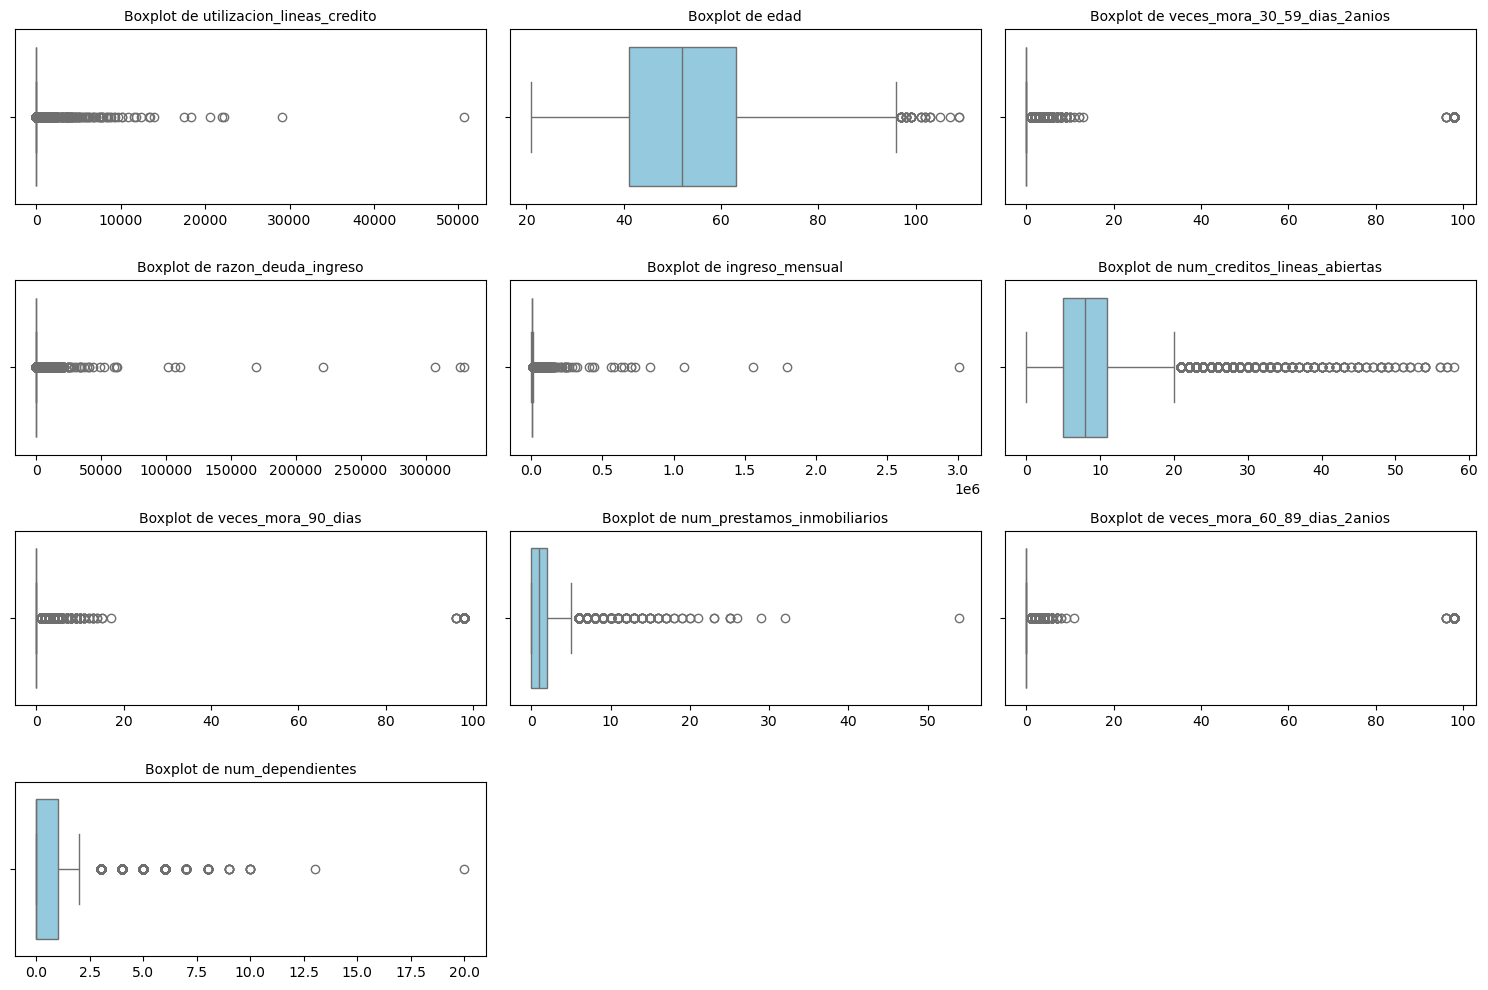 Boxplot de utilizacion_lineas_credito
0 10000 20000 30000 40000 50000
Boxplot de edad
20 40 60 80 100
Boxplot de veces_mora_30_59_dias_2anios
0 20 40 60 80 100
Boxplot de razon_deuda_ingreso
0 50000 100000 150000 200000 250000 300000
Boxplot de ingreso_mensual
0.0 0.5 1.0 1.5 2.0 2.5 3.0
1e6
Boxplot de num_creditos_lineas_abiertas
0 10 20 30 40 50 60
Boxplot de veces_mora_90_dias
0 20 40 60 80 100
Boxplot de num_prestamos_inmobiliarios
0 10 20 30 40 50
Boxplot de veces_mora_60_89_dias_2anios
0 20 40 60 80 100
Boxplot de num_dependientes
0.0 2.5 5.0 7.5 10.0 12.5 15.0 17.5 20.0